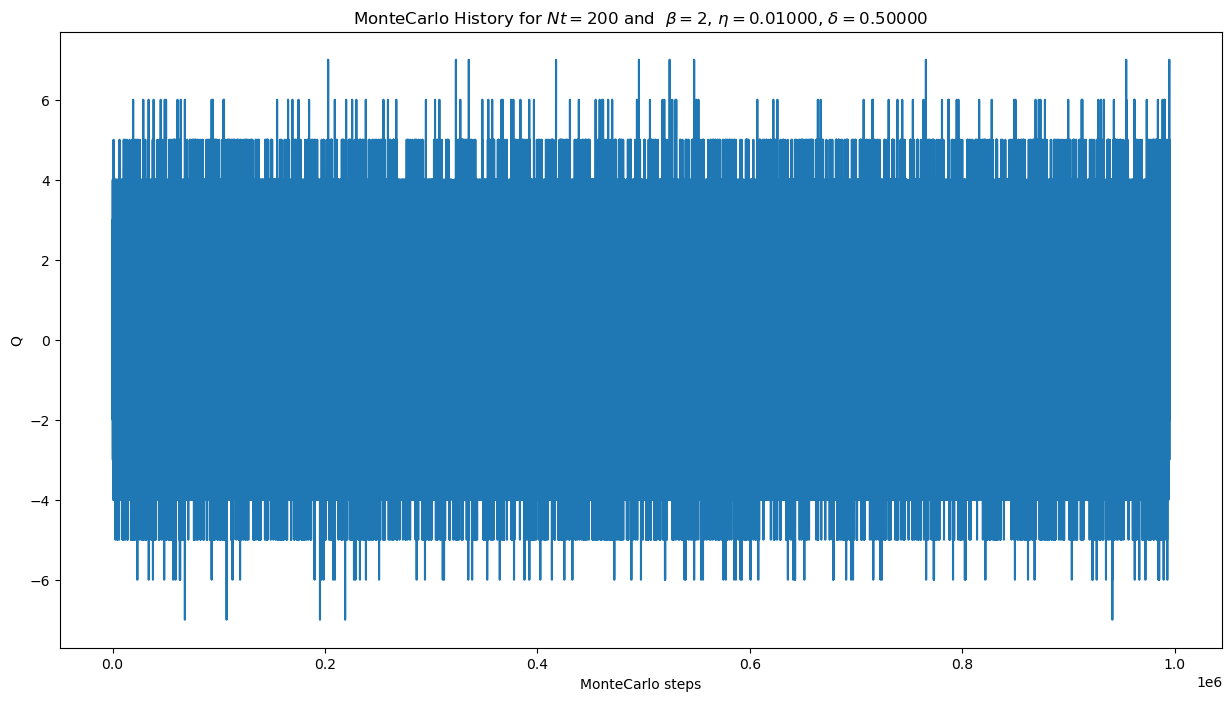 MonteCarlo History for Nt = 200 and β = 2, η = 0.01000, δ = 0.50000
6
4
2
0
−2
−4
−6
Q
0.0 0.2 0.4 0.6 0.8 1.0
1e6
MonteCarlo steps